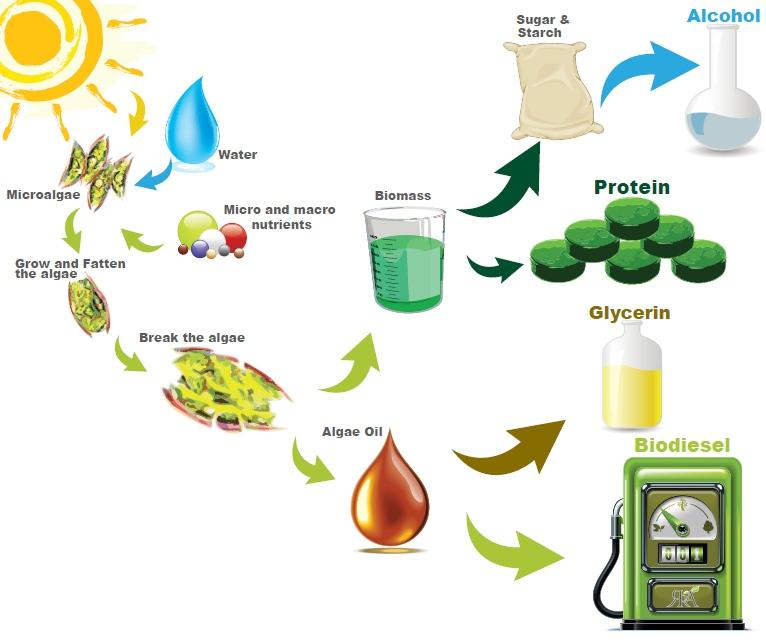 Sugar &
Starch
Alcohol
Water
Microalgae
Micro and macro
nutrients
Biomass
Protein
Grow and Fatten
the algae
Break the algae
Glycerin
Algae Oil
Biodiesel